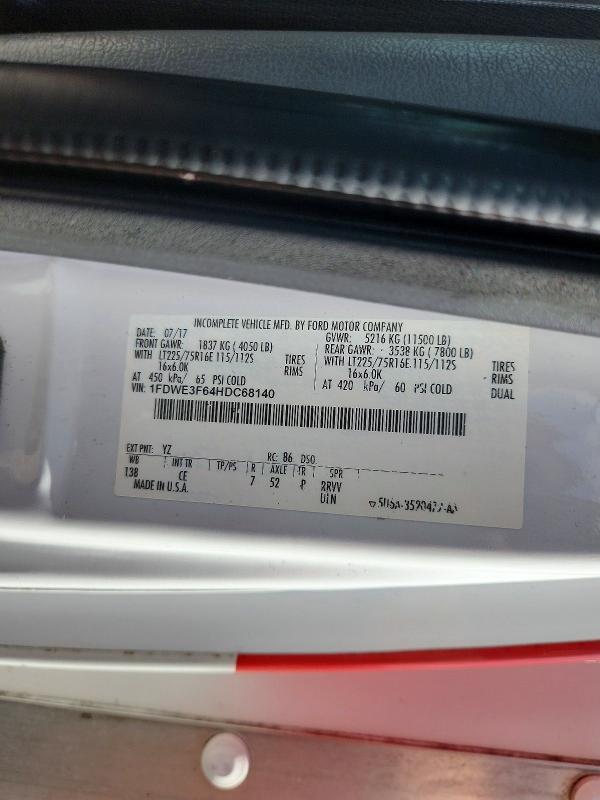 INCOMPLETE VEHICLE MFD. BY FORD MOTOR COMPANY
DATE: 07/17 GVWR: 5216 KG (11500 LB)
FRONT GAWR: 1837 KG (4050 LB) REAR GAWR: 3538 KG (7800 LB)
WITH LT225/75R16E 115/112S TIRES WITH LT225/75R16E 115/112S TIRES
16x6.0K RIMS 16x6.0K RIMS
AT 450 kPa/ 65 PSI COLD AT 420 kPa/ 60 PSI COLD DUAL
VIN: 1FDWE3F64HDC68140
EXT PNT: YZ RC: 86 DSO
WB INT TR TP/PS R AXLE TR SPR
138 CE 7 52 P 2RVV
MADE IN U.S.A. UIN